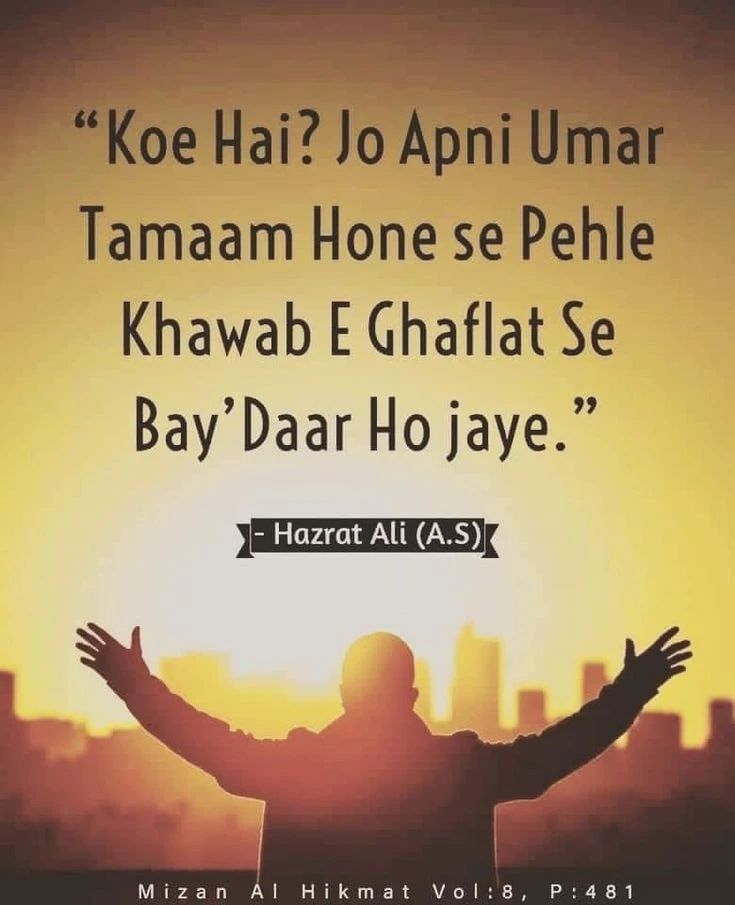 “Koe Hai? Jo Apni Umar
Tamaam Hone se Pehle
Khawab E Ghaflat Se
Bay’Daar Ho jaye.”
- Hazrat Ali (A.S)
Mizan Al Hikmat Vol:8, P:481